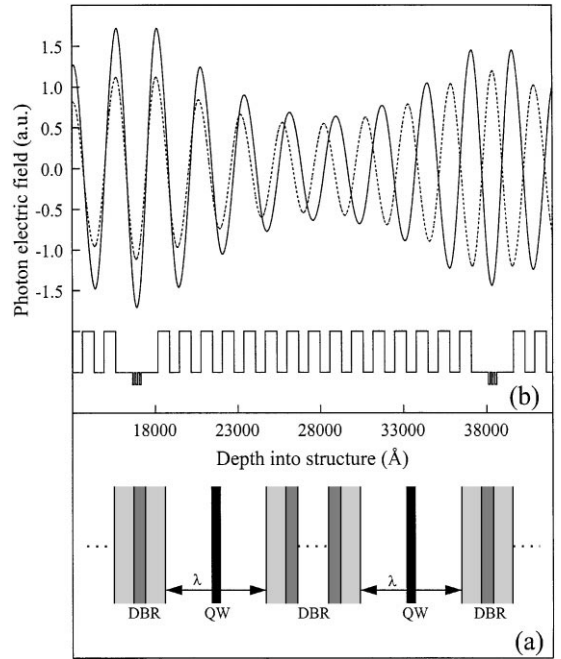 Photon electric field (a.u.)
1.5
1.0
0.5
0.0
-0.5
-1.0
-1.5
(b)
18000 23000 28000 33000 38000
Depth into structure (Å)
λ λ
DBR QW DBR QW DBR
(a)